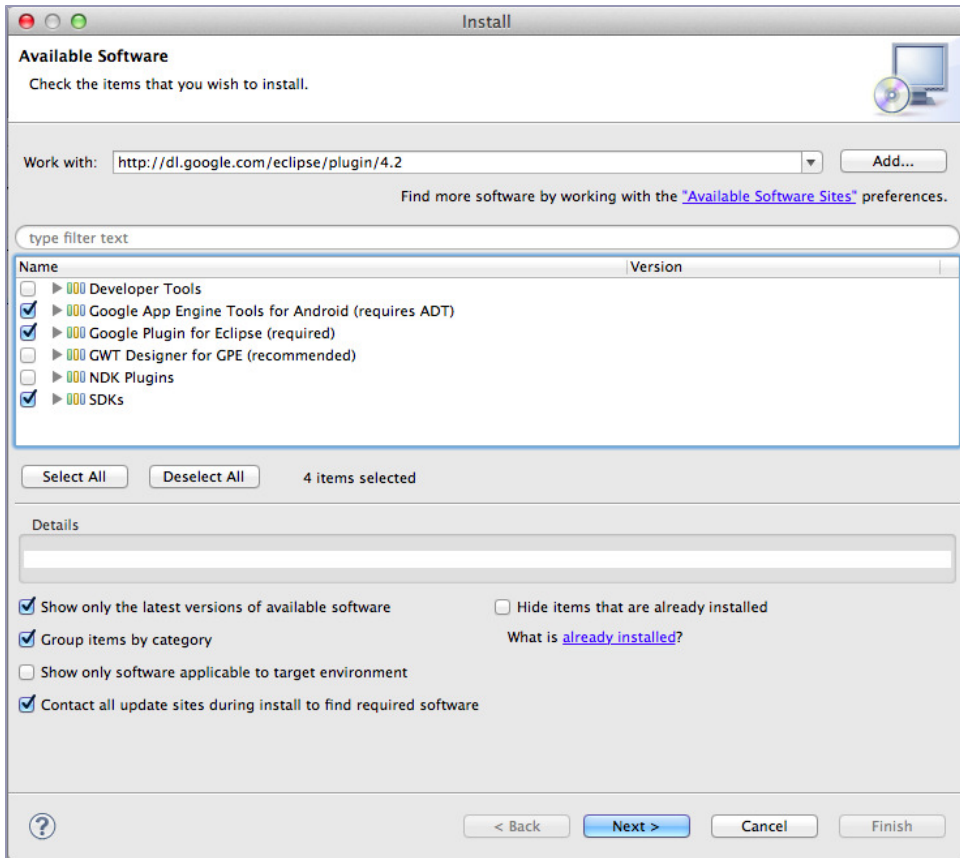 Install
Available Software
Check the items that you wish to install.
Work with: http://dl.google.com/eclipse/plugin/4.2 Add...
Find more software by working with the "Available Software Sites" preferences.
type filter text
Name Version
Developer Tools
Google App Engine Tools for Android (requires ADT)
Google Plugin for Eclipse (required)
GWT Designer for GPE (recommended)
NDK Plugins
SDKs
Select All Deselect All 4 items selected
Details
Show only the latest versions of available software Hide items that are already installed
Group items by category What is already installed?
Show only software applicable to target environment
Contact all update sites during install to find required software
? < Back Next > Cancel Finish